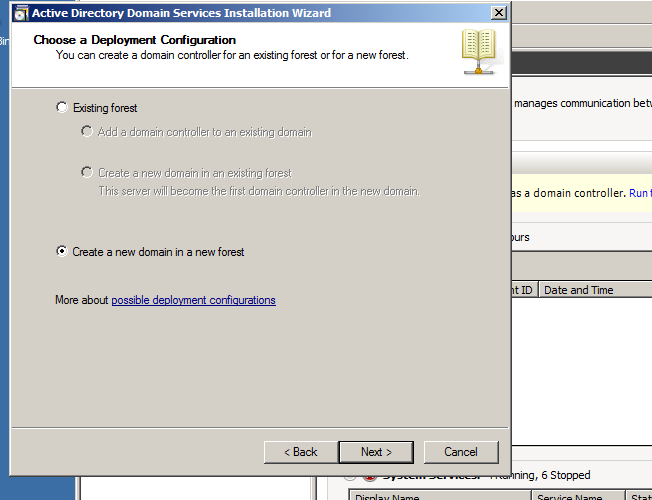 Active Directory Domain Services Installation Wizard
Choose a Deployment Configuration
You can create a domain controller for an existing forest or for a new forest.
Existing forest
Add a domain controller to an existing domain
Create a new domain in an existing forest
This server will become the first domain controller in the new domain.
Create a new domain in a new forest
More about possible deployment configurations
< Back
Next >
Cancel
manages communication betw
as a domain controller. Run t
ours
nt ID
Date and Time
System Services: Running, 6 Stopped
Display Name
Service Name
Stat